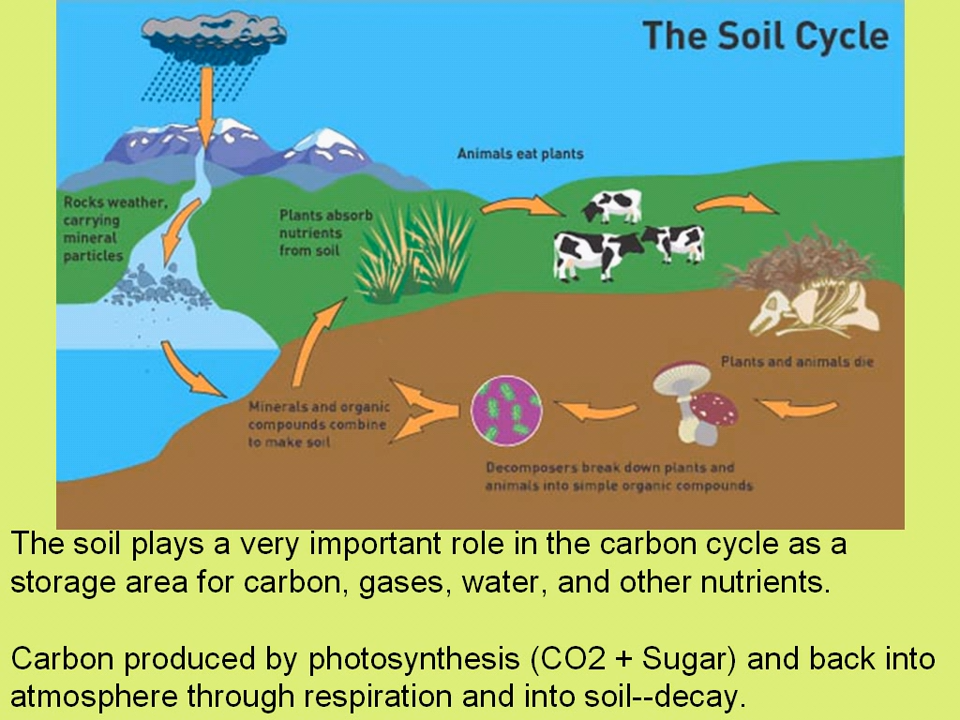 The Soil Cycle
Animals eat plants
Rocks weather,
carrying
mineral
particles
Plants absorb
nutrients
from soil
Plants and animals die
Minerals and organic
compounds combine
to make soil
Decomposers break down plants and
animals into simple organic compounds
The soil plays a very important role in the carbon cycle as a
storage area for carbon, gases, water, and other nutrients.
Carbon produced by photosynthesis (CO2 + Sugar) and back into
atmosphere through respiration and into soil--decay.